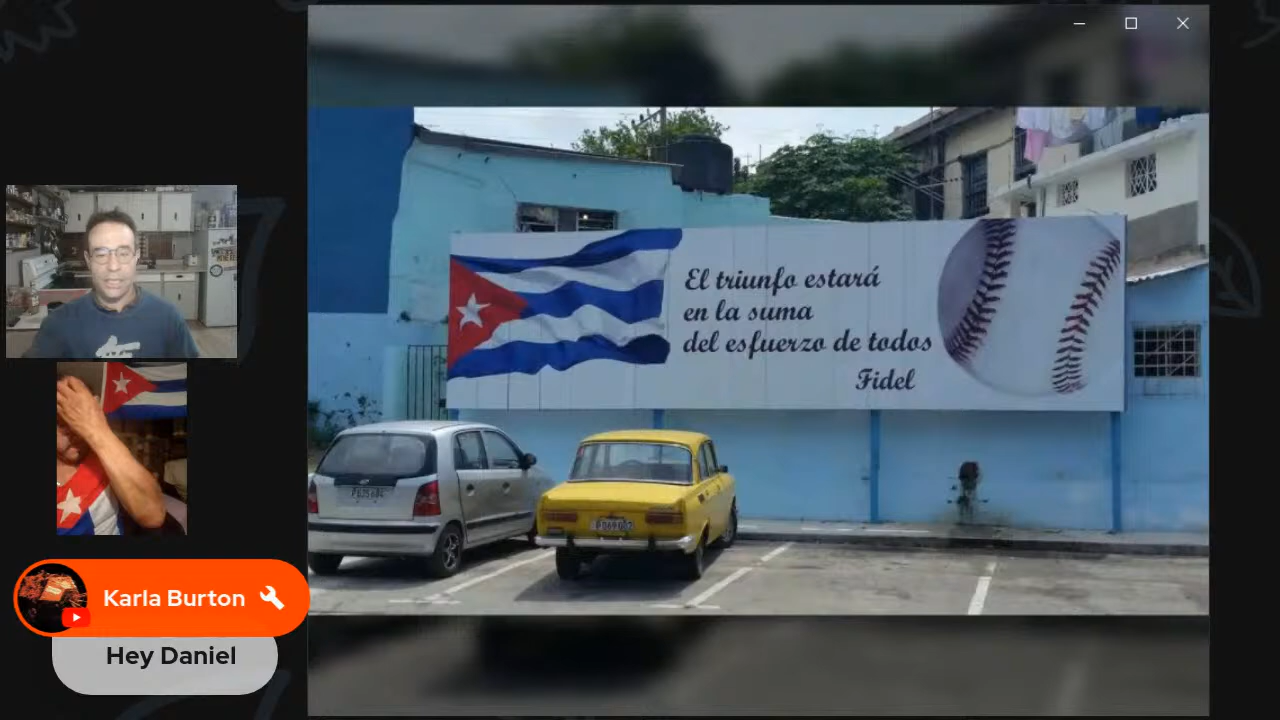 El triunfo estará
en la suma
del esfuerzo de todos
Fidel
Karla Burton
Hey Daniel